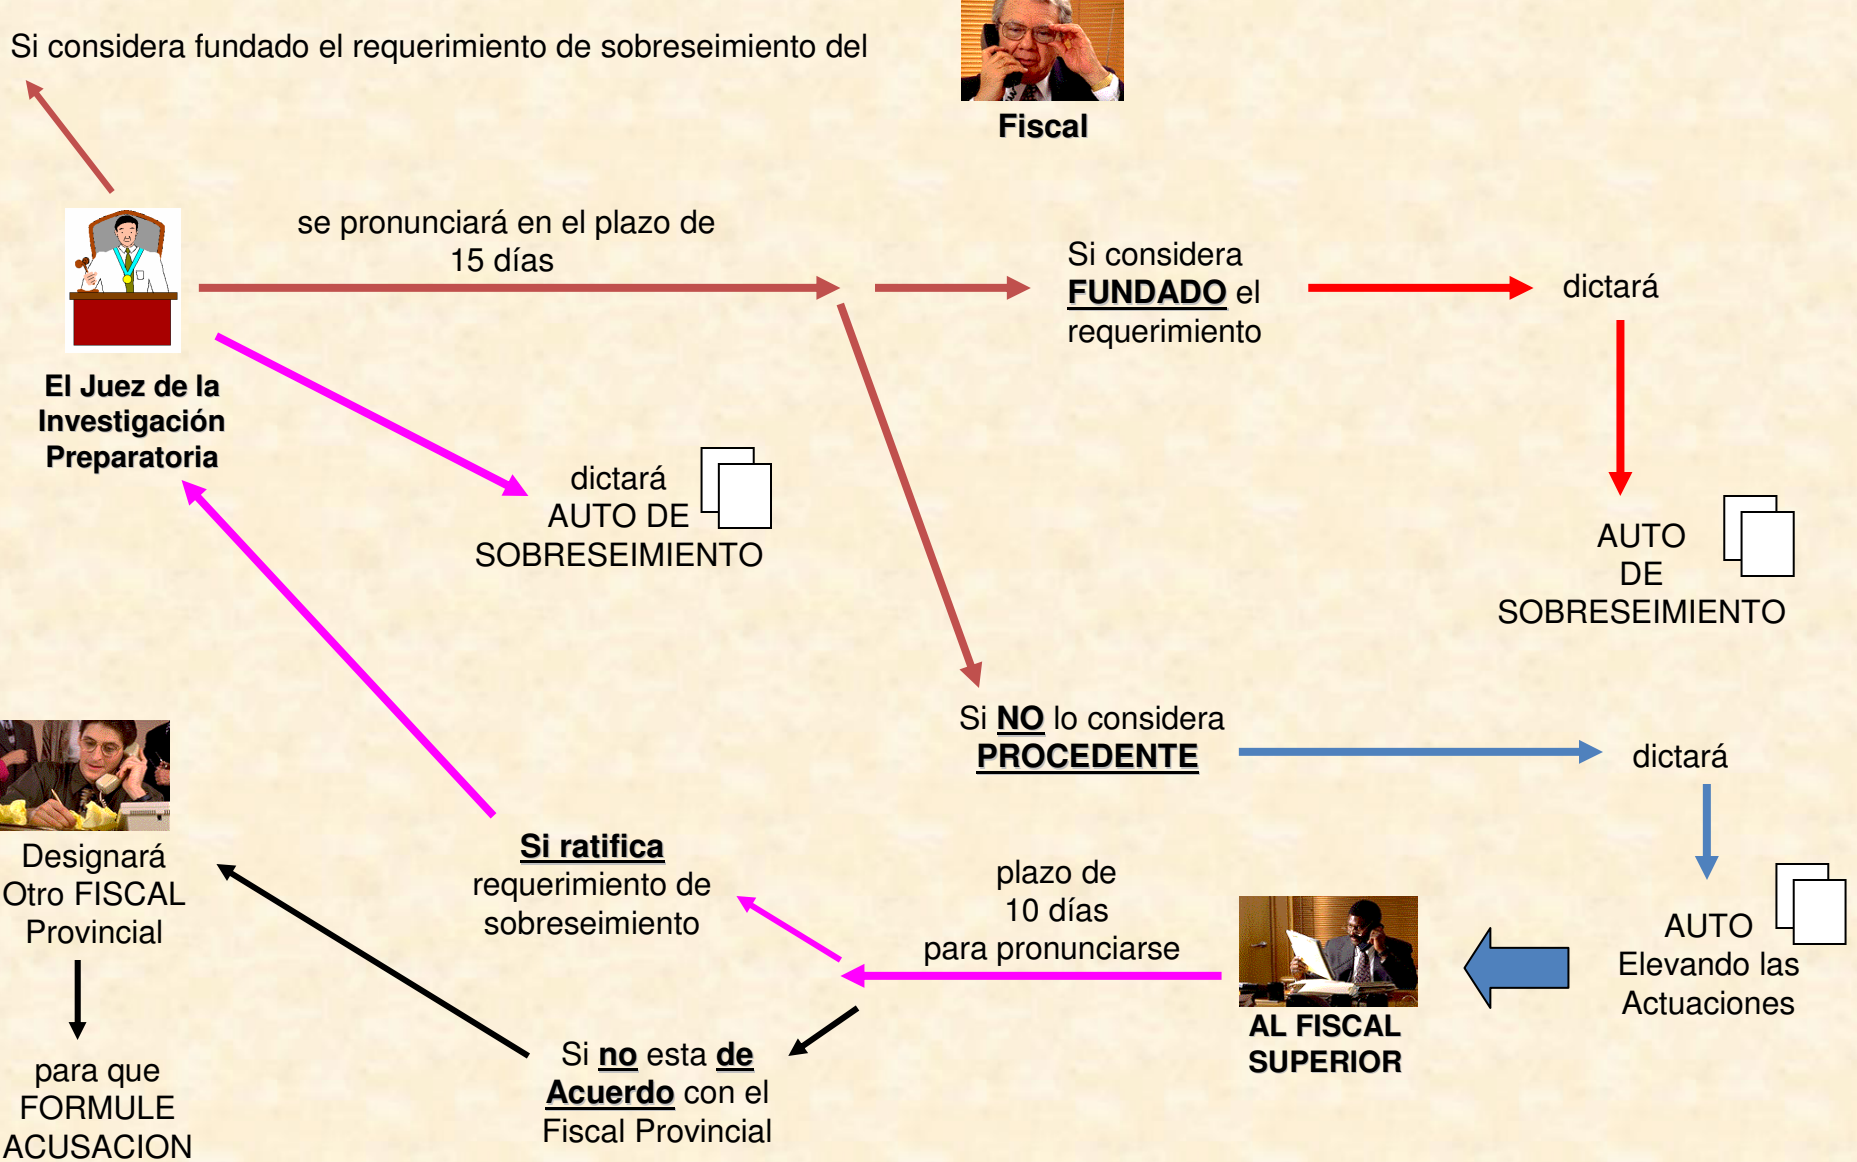 Si considera fundado el requerimiento de sobreseimiento del
Fiscal
se pronunciará en el plazo de
15 días
Si considera
FUNDADO el
requerimiento
dictará
El Juez de la
Investigación
Preparatoria
dictará
AUTO DE
SOBRESEIMIENTO
AUTO
DE
SOBRESEIMIENTO
Si NO lo considera
PROCEDENTE
dictará
AUTO
Elevando las
Actuaciones
AL FISCAL
SUPERIOR
plazo de
10 días
para pronunciarse
Si ratifica
requerimiento de
sobreseimiento
Si no esta de
Acuerdo con el
Fiscal Provincial
Designará
Otro FISCAL
Provincial
para que
FORMULE
ACUSACION